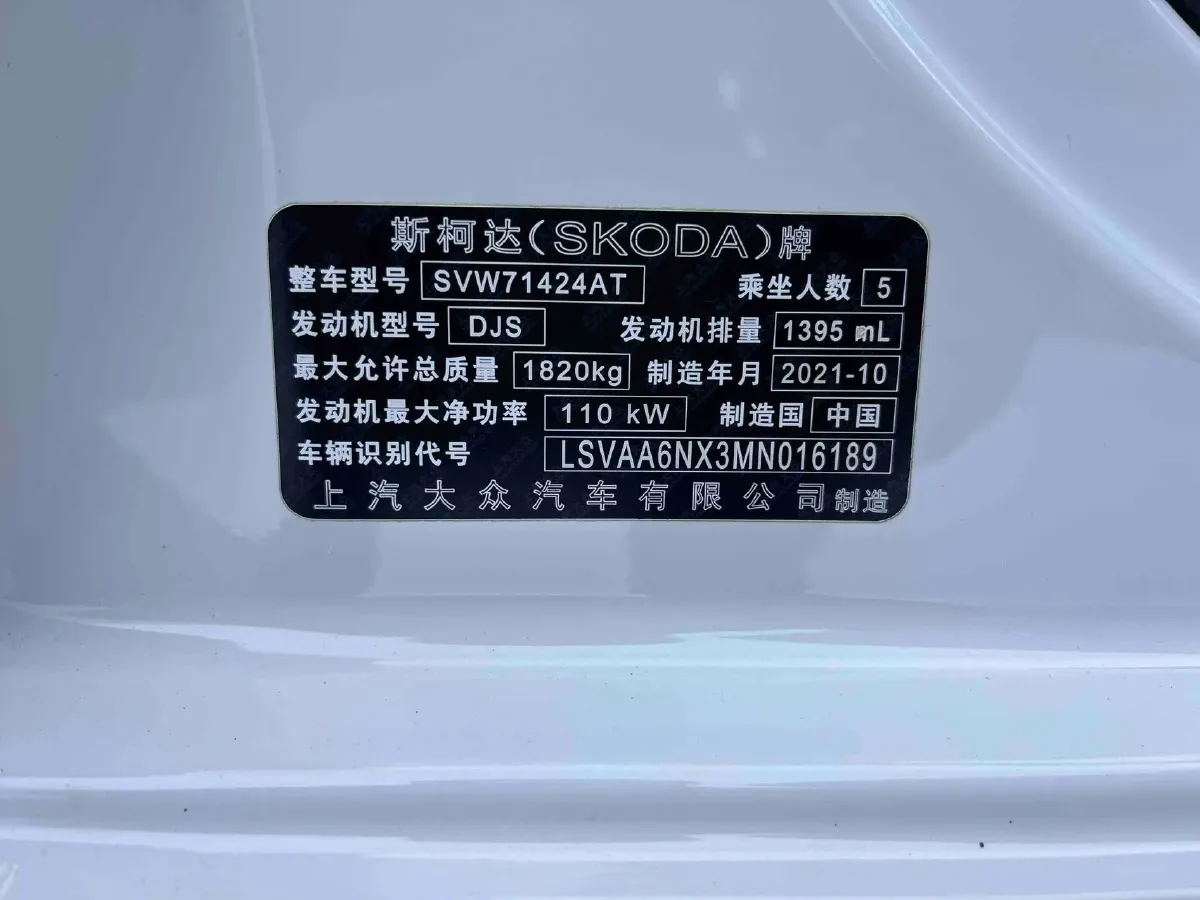 斯柯达(SKODA)牌
整车型号 SVW71424AT 乘坐人数 5
发动机型号 DJS 发动机排量 1395 mL
最大允许总质量 1820kg 制造年月 2021-10
发动机最大净功率 110 kW 制造国 中国
车辆识别代号 LSVAA6NX3MN016189
上汽大众汽车有限公司制造